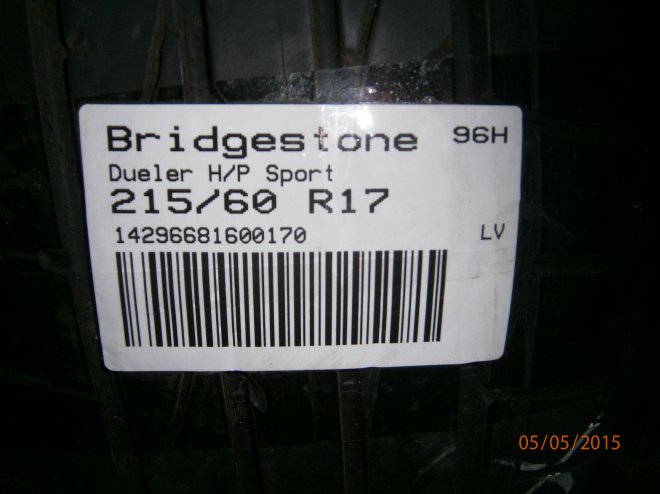 Bridgestone 96H
Dueler H/P Sport
215/60 R17
14296681600170 LV
05/05/2015